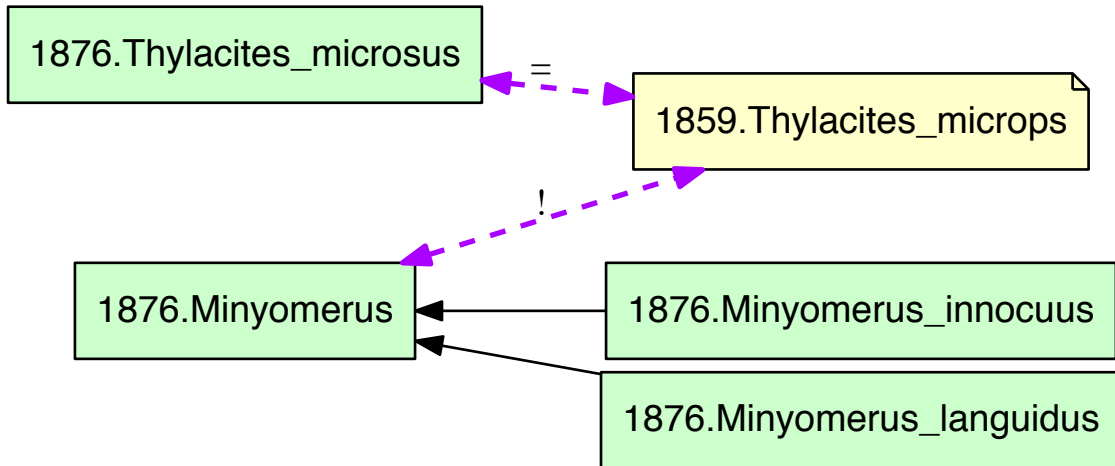 1876.Thylacites_microsus
=
1859.Thylacites_microps
!
1876.Minyomerus
1876.Minyomerus_innocuus
1876.Minyomerus_languidus